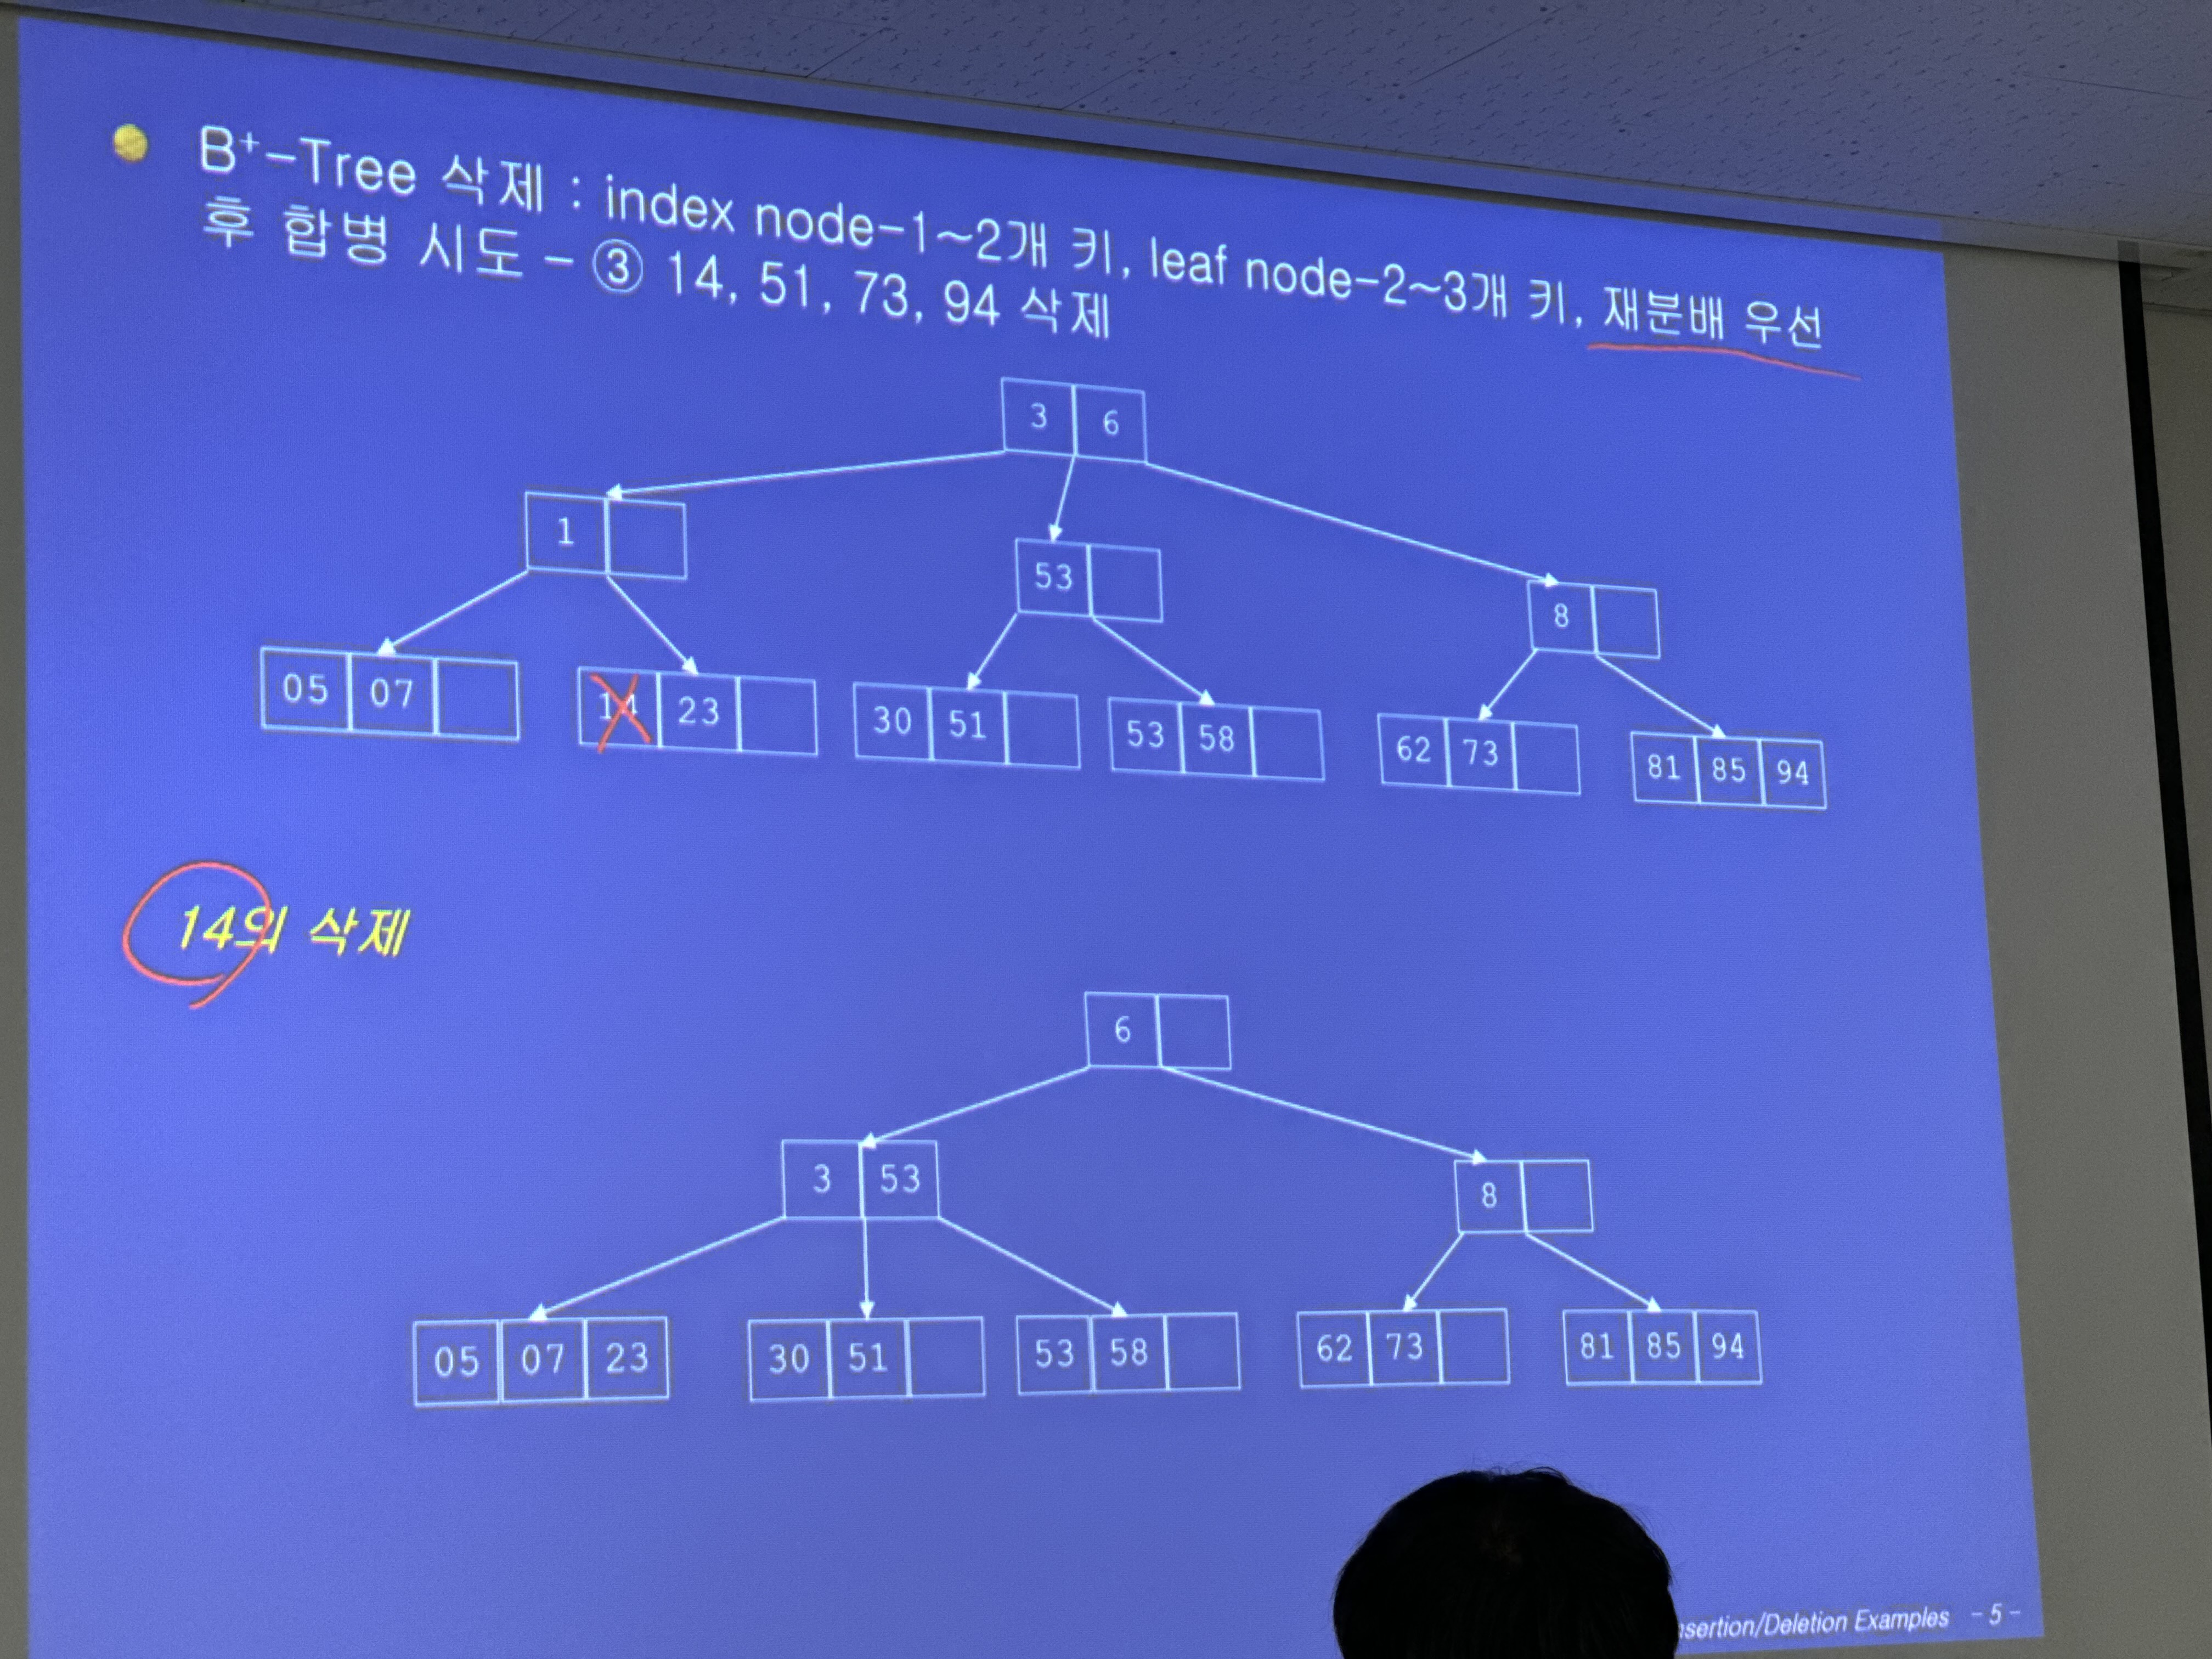 B+-Tree 삭제 : index node-1~2개 키, leaf node-2~3개 키, 재분배 우선
후 합병 시도 - ③ 14, 51, 73, 94 삭제
3 6
1
53
8
05 07
14 23
30 51
53 58
62 73
81 85 94
14의 삭제
6
3 53
8
05 07 23
30 51
53 58
62 73
81 85 94
/Deletion Examples - 5 -